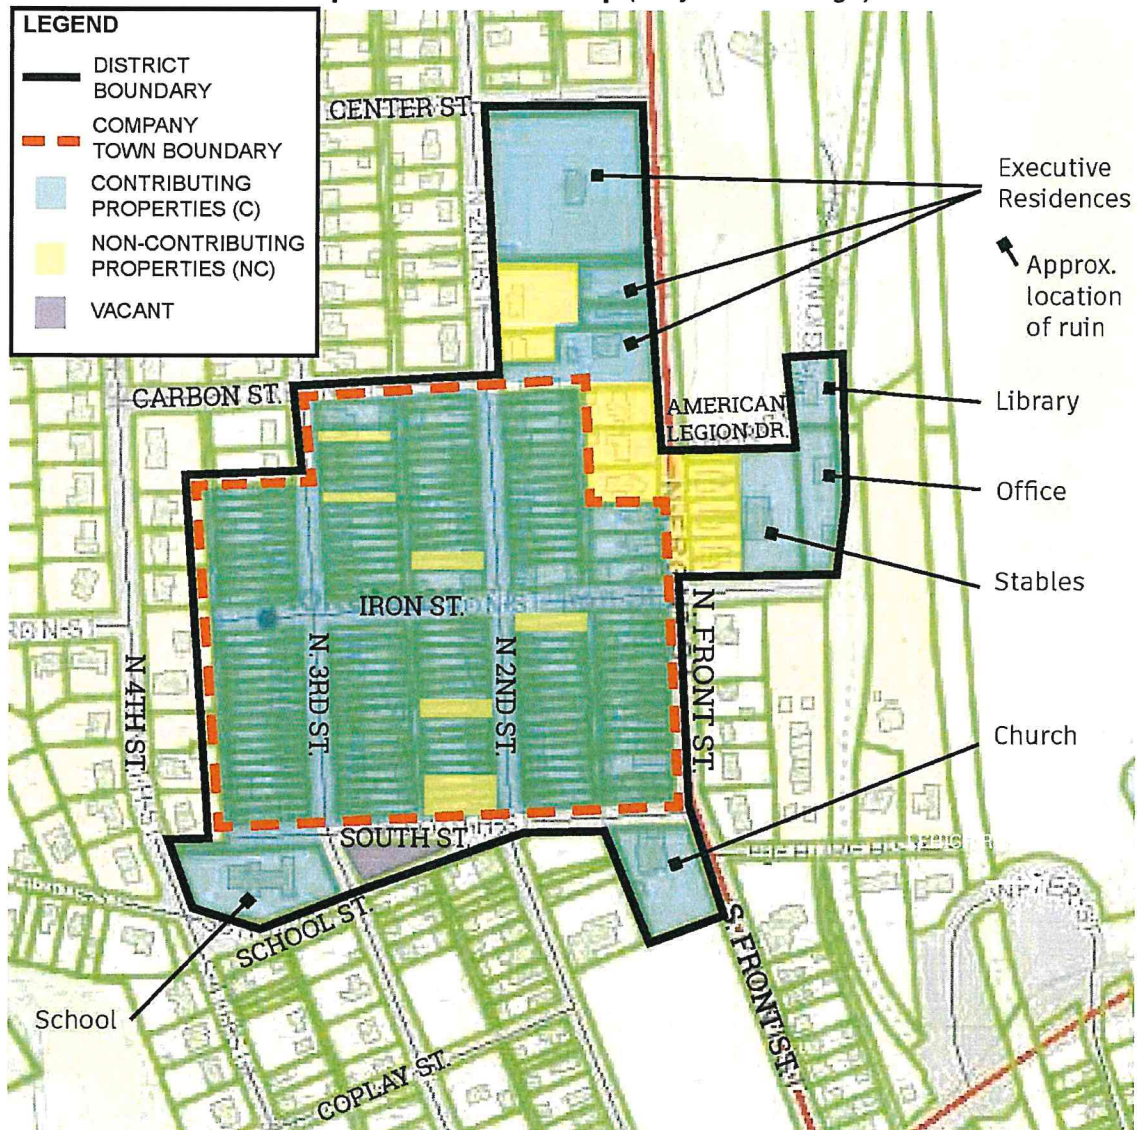 LEGEND
DISTRICT
BOUNDARY
COMPANY
TOWN BOUNDARY
CONTRIBUTING
PROPERTIES (C)
NON-CONTRIBUTING
PROPERTIES (NC)
VACANT
CENTER ST.
Executive
Residences
Approx.
location
of ruin
CARBON ST.
AMERICAN
LEGION DR.
Library
Office
Stables
IRON ST.
N 4TH ST.
N. 3RD ST.
N 2ND ST.
N. FRONT ST.
Church
SOUTH ST.
SCHOOL ST.
School
S. FRONT ST.
COPLAY ST.